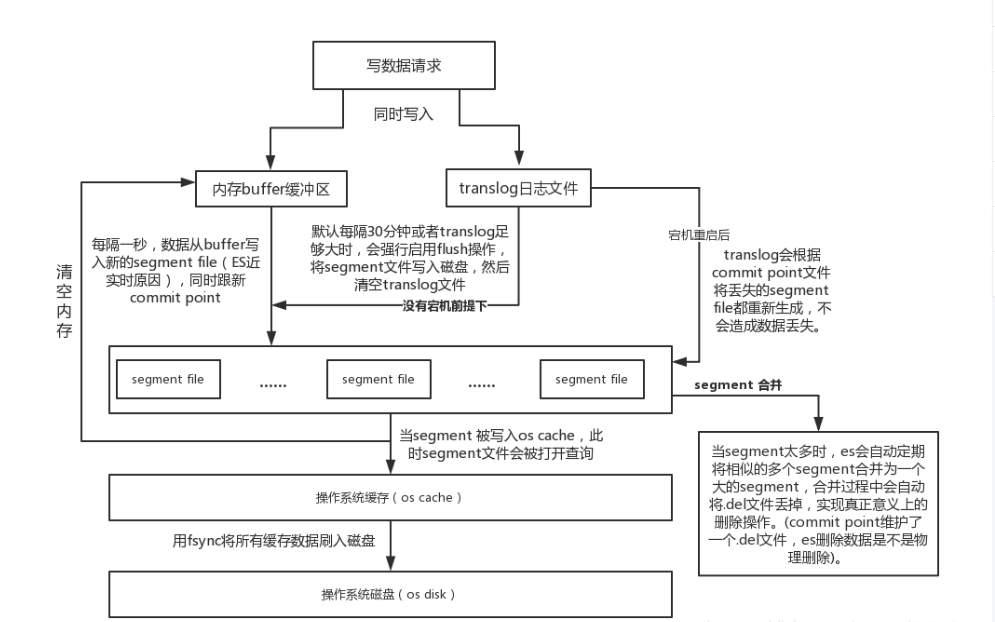 写数据请求
同时写入
内存buffer缓冲区
translog日志文件
宕机重启后
每隔一秒，数据从buffer写
入新的segment file（ES近
实时原因），同时跟新
commit point
默认每隔30分钟或者translog足
够大时，会强行启用flush操作，
将segment文件写入磁盘，然后
清空translog文件
没有宕机前提下
translog会根据
commit point文件
将丢失的segment
file都重新生成，不
会造成数据丢失。
清
空
内
存
segment file
......
segment file
......
segment file
segment 合并
当segment 被写入os cache，此
时segment文件会被打开查询
当segment太多时，es会自动定期
将相似的多个segment合并为一个
大的segment，合并过程中会自动
将.del文件丢掉，实现真正意义上的
删除操作。(commit point维护了
一个.del文件，es删除数据是不是物
理删除)。
操作系统缓存（os cache）
用fsync将所有缓存数据刷入磁盘
操作系统磁盘（os disk）